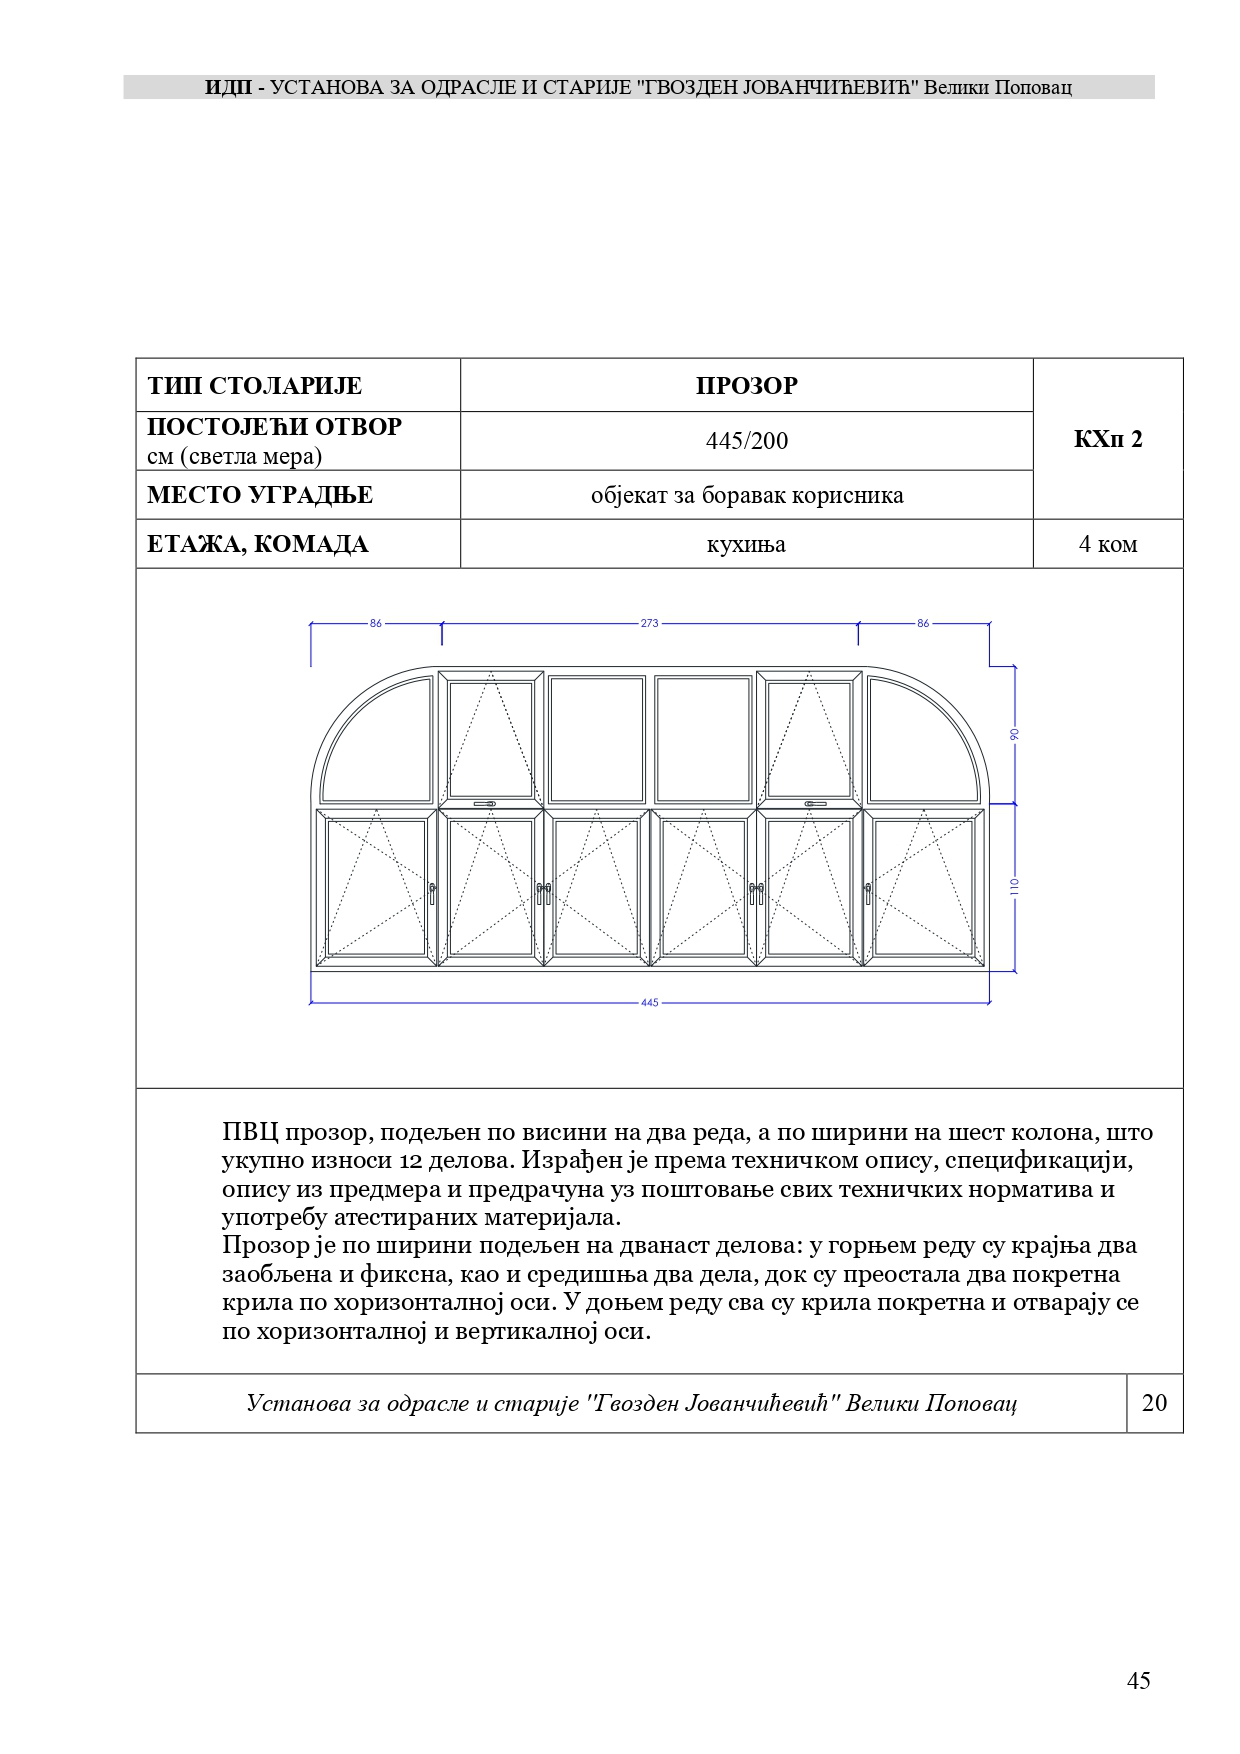 ИДП - УСТАНОВА ЗА ОДРАСЛЕ И СТАРИЈЕ "ГВОЗДЕН ЈОВАНЧИЋЕВИЋ" Велики Поповац
ТИП СТОЛАРИЈЕ
ПРОЗОР
КХп 2
ПОСТОЈЕЋИ ОТВОР
см (светла мера)
445/200
МЕСТО УГРАДЊЕ
објекат за боравак корисника
ЕТАЖА, КОМАДА
кухиња
4 ком
86
273
86
90
110
445
ПВЦ прозор, подељен по висини на два реда, а по ширини на шест колона, што
укупно износи 12 делова. Израђен је према техничком опису, спецификацији,
опису из предмера и предрачуна уз поштовање свих техничких норматива и
употребу атестираних материјала.
Прозор је по ширини подељен на дванаст делова: у горњем реду су крајња два
заобљена и фиксна, као и средишња два дела, док су преостала два покретна
крила по хоризонталној оси. У доњем реду сва су крила покретна и отварају се
по хоризонталној и вертикалној оси.
Установа за одрасле и старије "Гвозден Јованчићевић" Велики Поповац
20
45